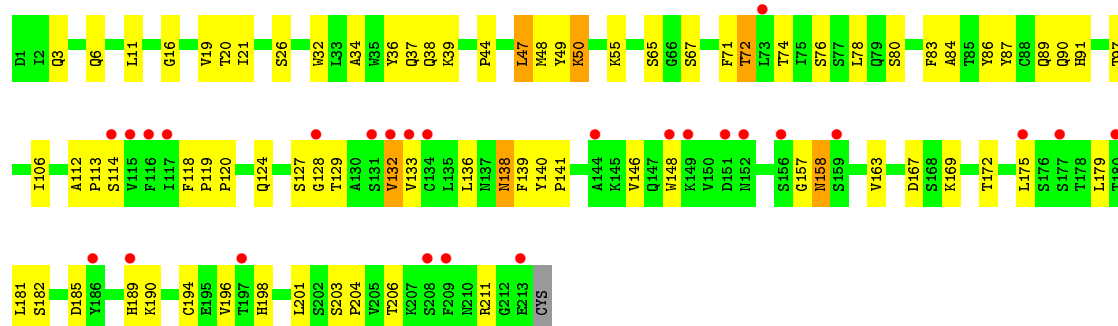 D1 I2 Q3 Q6 L11 G16 V19 T20 I21 S26 W32 L33 A34 W35 Y36 Q37 Q38 K39 P44 L47 M48 Y49 K50 K55 S65 G66 S67 F71 T72 L73 T74 I75 S76 S77 L78 Q79 S80 F83 A84 T85 Y86 Y87 C88 Q89 Q90 H91
I106 A112 P113 S114 V115 F116 I117 F118 P119 P120 Q124 S127 G128 T129 A130 S131 V132 V133 C134 L135 L136 N137 N138 F139 Y140 P141 A144 K145 V146 Q147 W148 K149 V150 D151 N152 S156 G157 N158 S159 V163 D167 S168 K169 T172 L175 S176 S177 T178 L179
L181 S182 D185 Y186 H189 K190 C194 E195 V196 T197 H198 L201 S202 S203 P204 V205 T206 K207 S208 F209 N210 R211 G212 E213 CYS